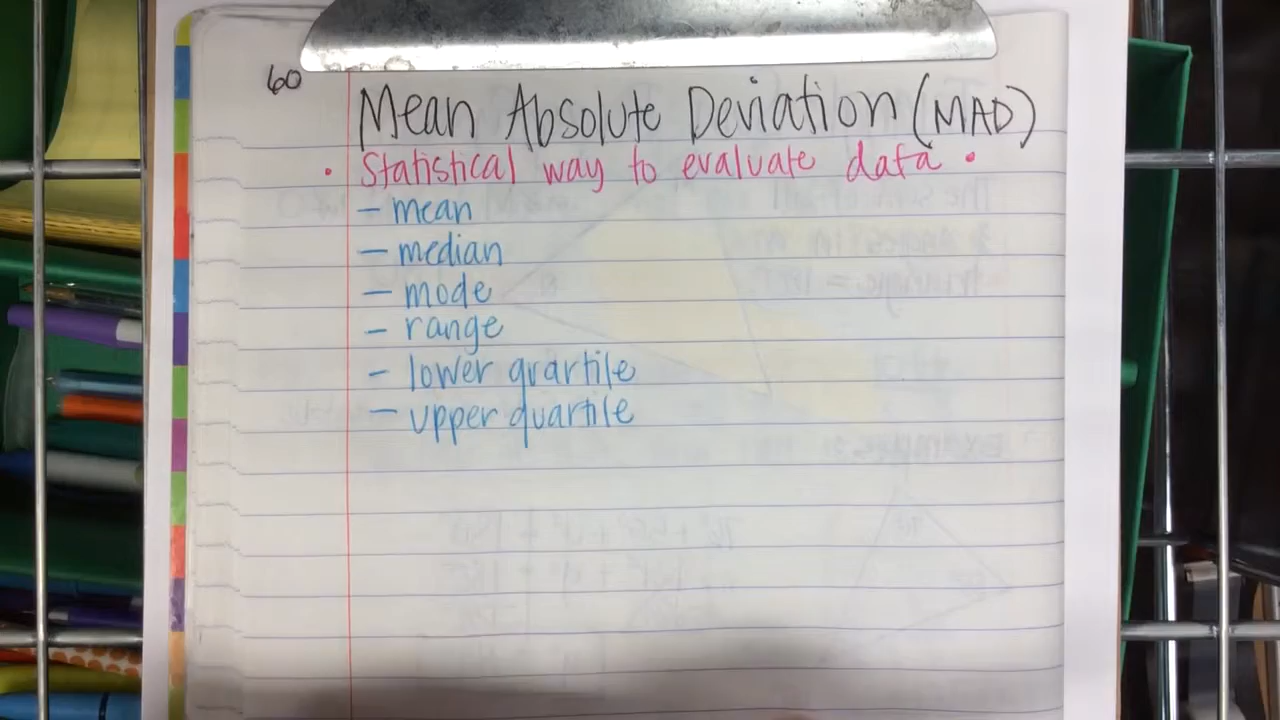 60
Mean Absolute Deviation (MAD)
• Statistical way to evaluate data •
- mean
- median
- mode
- range
- lower quartile
- upper quartile